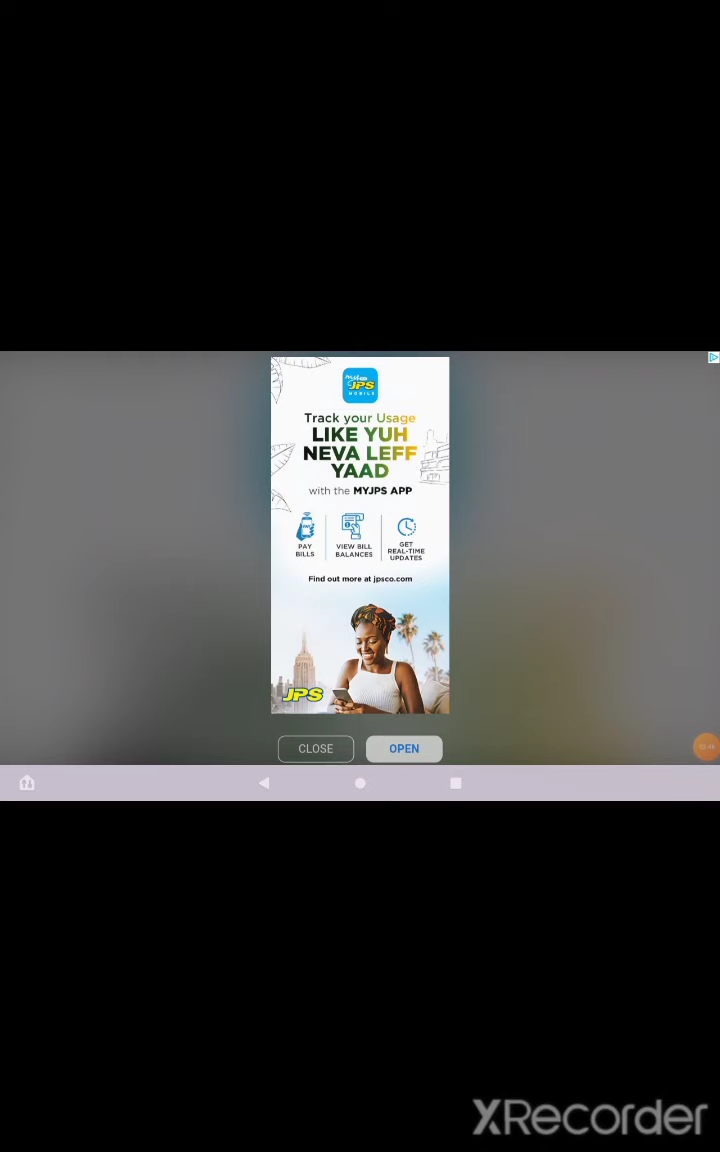 myJPS
MOBILE
Track your Usage
LIKE YUH
NEVA LEFF
YAAD
with the MYJPS APP
PAY
BILLS
VIEW BILL
BALANCES
GET
REAL-TIME
UPDATES
Find out more at jpsco.com
JPS
CLOSE
OPEN
XRecorder